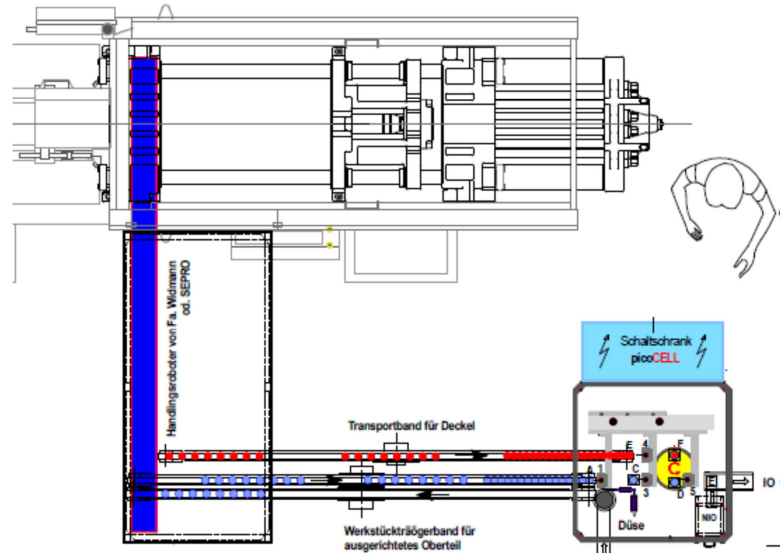 Handlingsroboter von Fa. Widmann
od. SEPRO
Schaltschrank
picoCELL
Transportband für Deckel
E
4
F
C
A
1
C
3
D
5
E
IO
NIO
Düse
Werkstückträögerband für
ausgerichtetes Oberteil